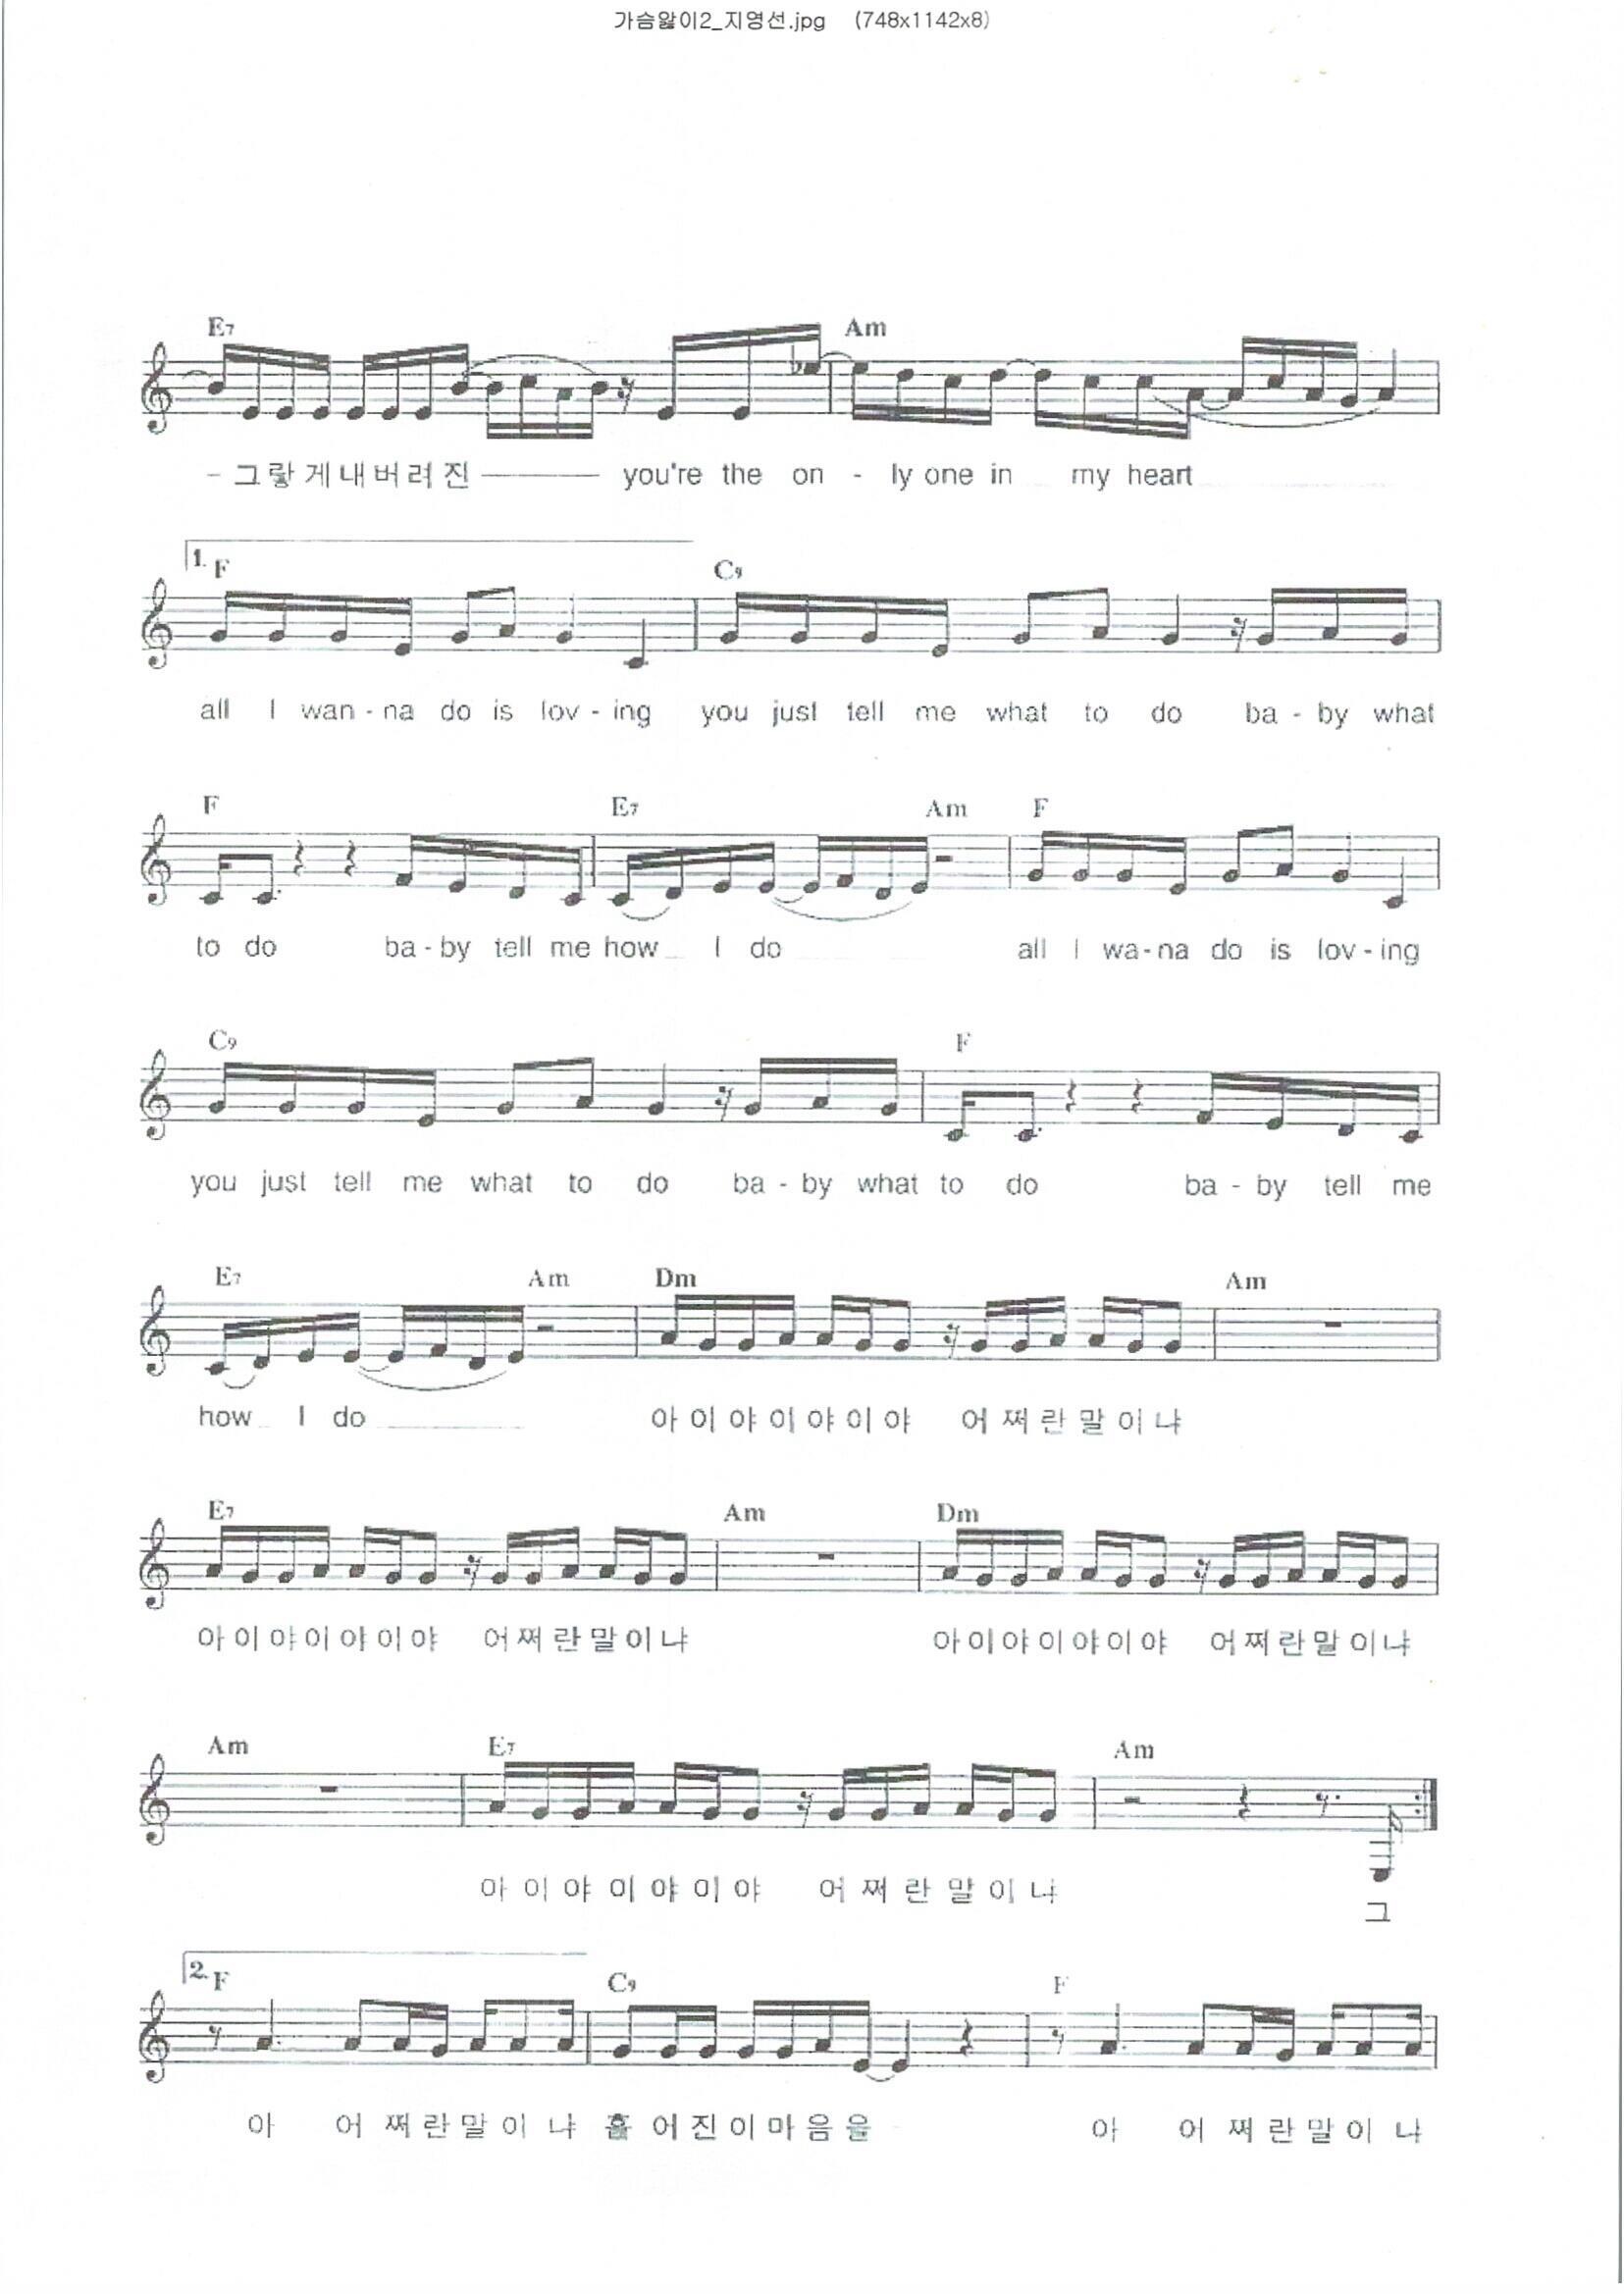 가슴앓이2_지영선.jpg (748x1142x8)
E7 Am
- 그렇게내버려진 you're the on - ly one in my heart
1. F C9
all I wan - na do is lov - ing you just tell me what to do ba - by what
F E7 Am F
to do ba - by tell me how I do all I wa - na do is lov - ing
C9 F
you just tell me what to do ba - by what to do ba - by tell me
E7 Am Dm Am
how I do 아이야이야이야 어쩌란말이냐
E7 Am Dm
아이야이야이야 어쩌란말이냐 아이야이야이야 어쩌란말이냐
Am E7 Am
아이야이야이야 어쩌란말이냐 그
2. F C9 F
아 어쩌란말이냐 흩어진이마음을 아 어쩌란말이냐